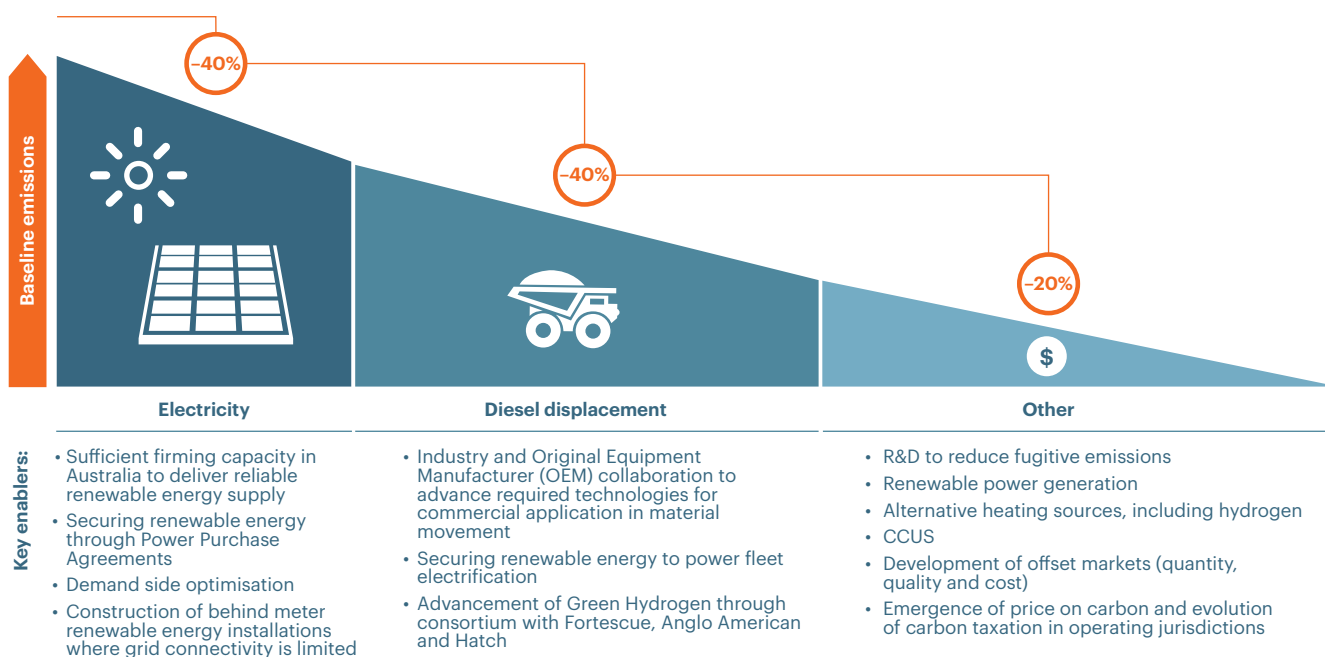 –40%
–40%
–20%
Baseline emissions
$
Electricity
Diesel displacement
Other
Key enablers:
• Sufficient firming capacity in
Australia to deliver reliable
renewable energy supply
• Securing renewable energy
through Power Purchase
Agreements
• Demand side optimisation
• Construction of behind meter
renewable energy installations
where grid connectivity is limited
• Industry and Original Equipment
Manufacturer (OEM) collaboration to
advance required technologies for
commercial application in material
movement
• Securing renewable energy to power fleet
electrification
• Advancement of Green Hydrogen through
consortium with Fortescue, Anglo American
and Hatch
• R&D to reduce fugitive emissions
• Renewable power generation
• Alternative heating sources, including hydrogen
• CCUS
• Development of offset markets (quantity,
quality and cost)
• Emergence of price on carbon and evolution
of carbon taxation in operating jurisdictions